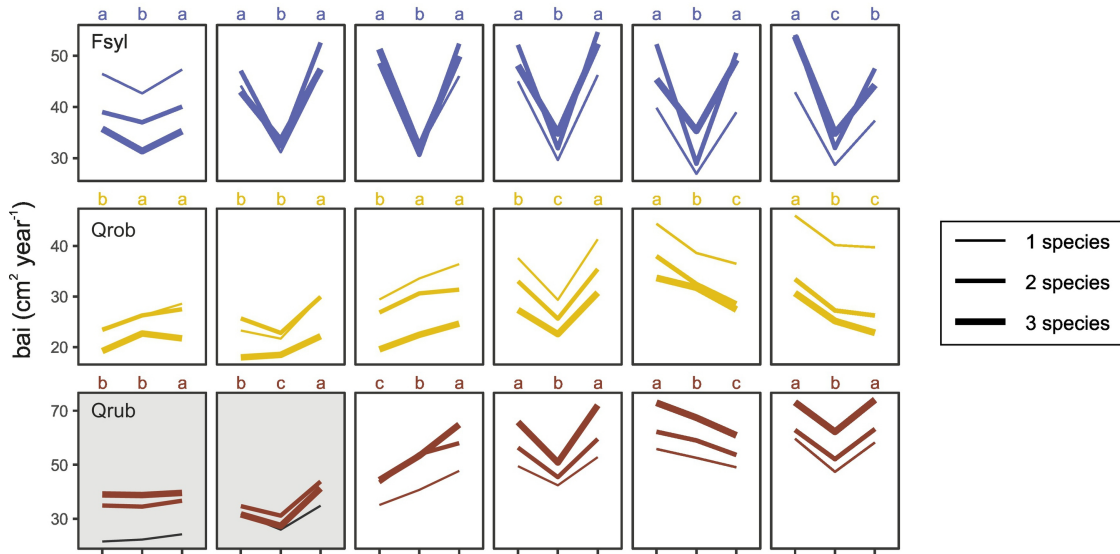 a b a a b a a b a a b a a b a a c b
Fsyl
50
40
30
b a a b b a b a a b c a a b c a b c
Qrob
40
30
20
bai (cm² year⁻¹)
1 species
2 species
3 species
b b a b c a c b a a b a a b c a b a
Qrub
70
50
30